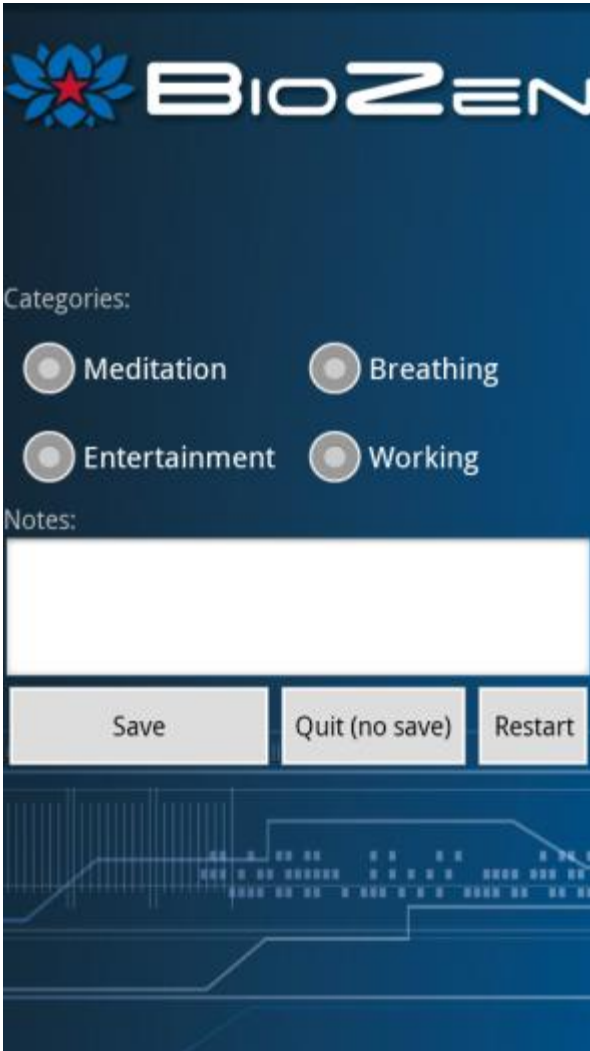 BIOZEN
Categories:
Meditation Breathing
Entertainment Working
Notes:
Save Quit (no save) Restart